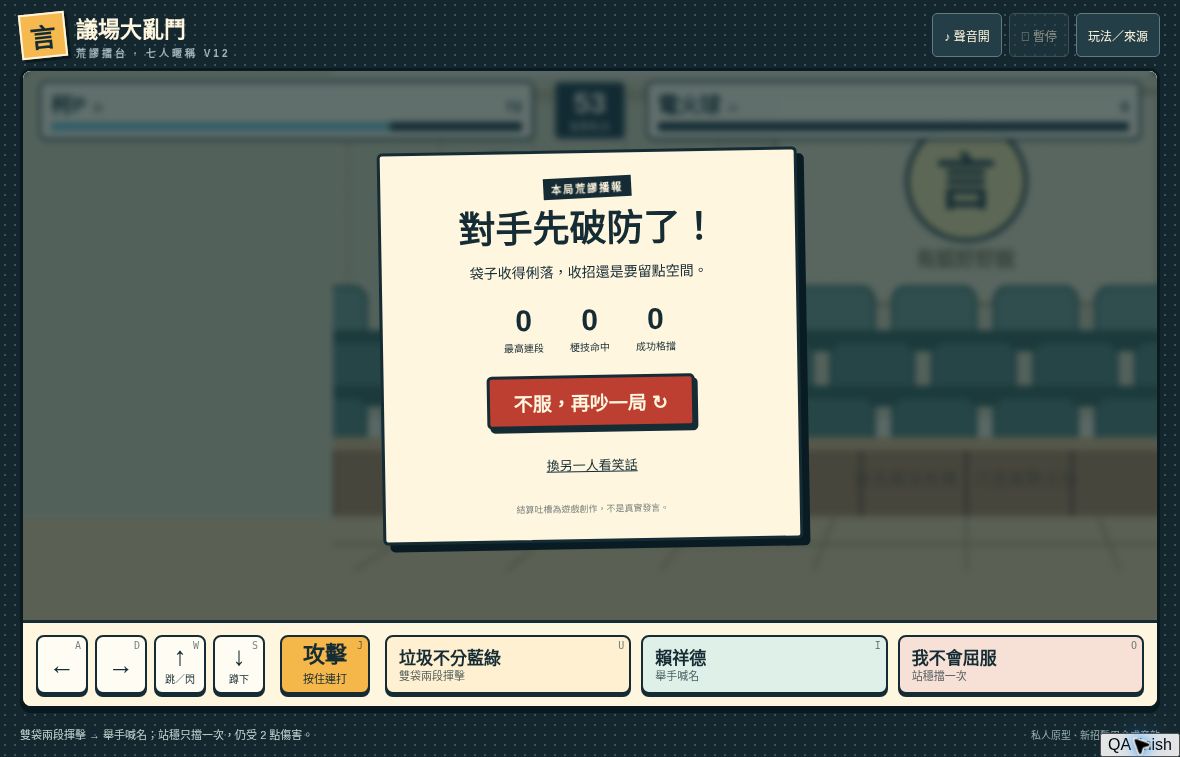 言
議場大亂鬥
荒謬擂台 · 七人嘴稱 V12
♪ 聲音開
暫停
玩法／來源
柯P
53
電火球
言
本局荒謬播報
對手先破防了！
袋子收得俐落，收招還是要留點空間。
0 0 0
最高連段 梗技命中 成功格擋
不服，再吵一局 ↻
換另一人看笑話
結算吐槽為遊戲創作，不是真實發言。
A
←
D
→
W
↑
跳／閃
S
↓
蹲下
J
攻擊
按住連打
U
垃圾不分藍綠
雙袋兩段揮擊
I
賴祥德
舉手喊名
O
我不會屈服
站穩擋一次
雙袋兩段揮擊 → 舉手喊名；站穩只擋一次，仍受 2 點傷害。
私人原型 · 新招
QA